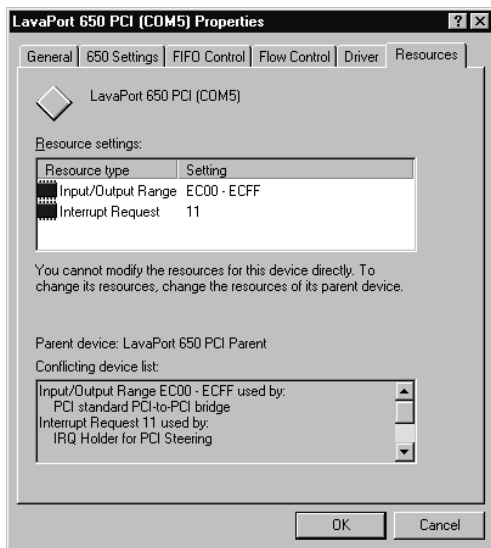 LavaPort 650 PCI (COM5) Properties
General 650 Settings FIFO Control Flow Control Driver Resources
LavaPort 650 PCI (COM5)
Resource settings:
Resource type Setting
Input/Output Range EC00 - ECFF
Interrupt Request 11
You cannot modify the resources for this device directly. To
change its resources, change the resources of its parent device.
Parent device: LavaPort 650 PCI Parent
Conflicting device list:
Input/Output Range EC00 - ECFF used by:
PCI standard PCI-to-PCI bridge
Interrupt Request 11 used by:
IRQ Holder for PCI Steering
OK Cancel